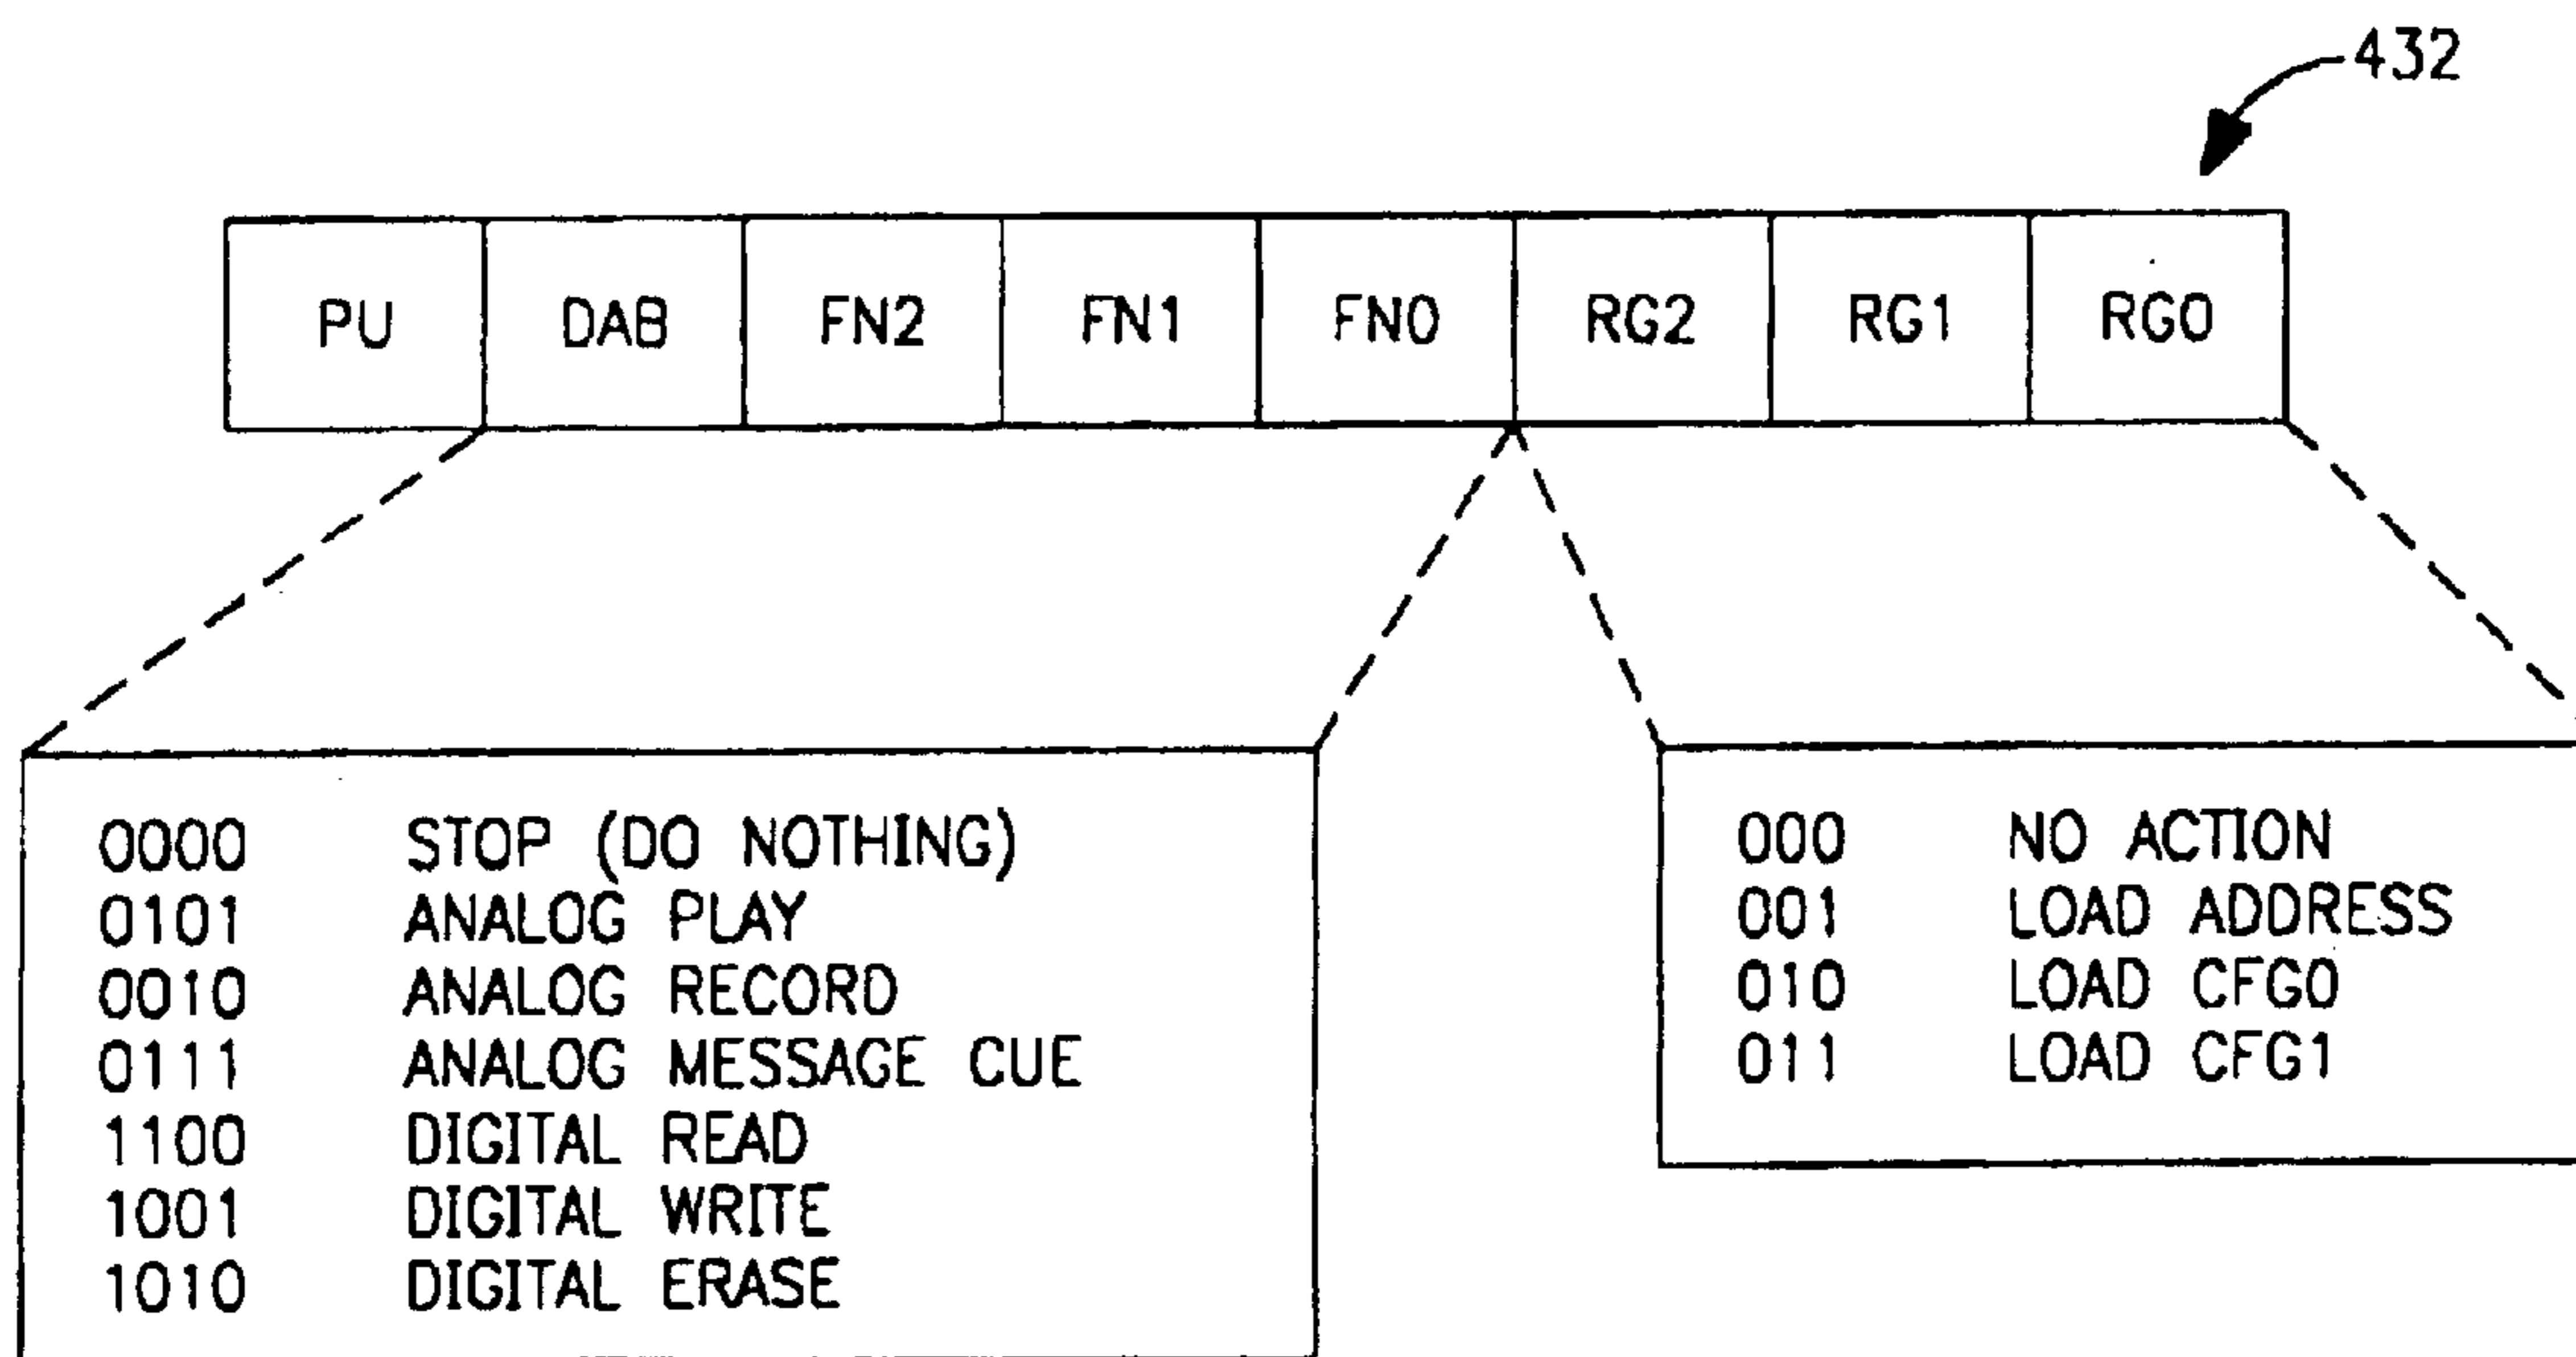 432
PU DAB FN2 FN1 FN0 RG2 RG1 RG0
0000 STOP (DO NOTHING)
0101 ANALOG PLAY
0010 ANALOG RECORD
0111 ANALOG MESSAGE CUE
1100 DIGITAL READ
1001 DIGITAL WRITE
1010 DIGITAL ERASE
000 NO ACTION
001 LOAD ADDRESS
010 LOAD CFG0
011 LOAD CFG1